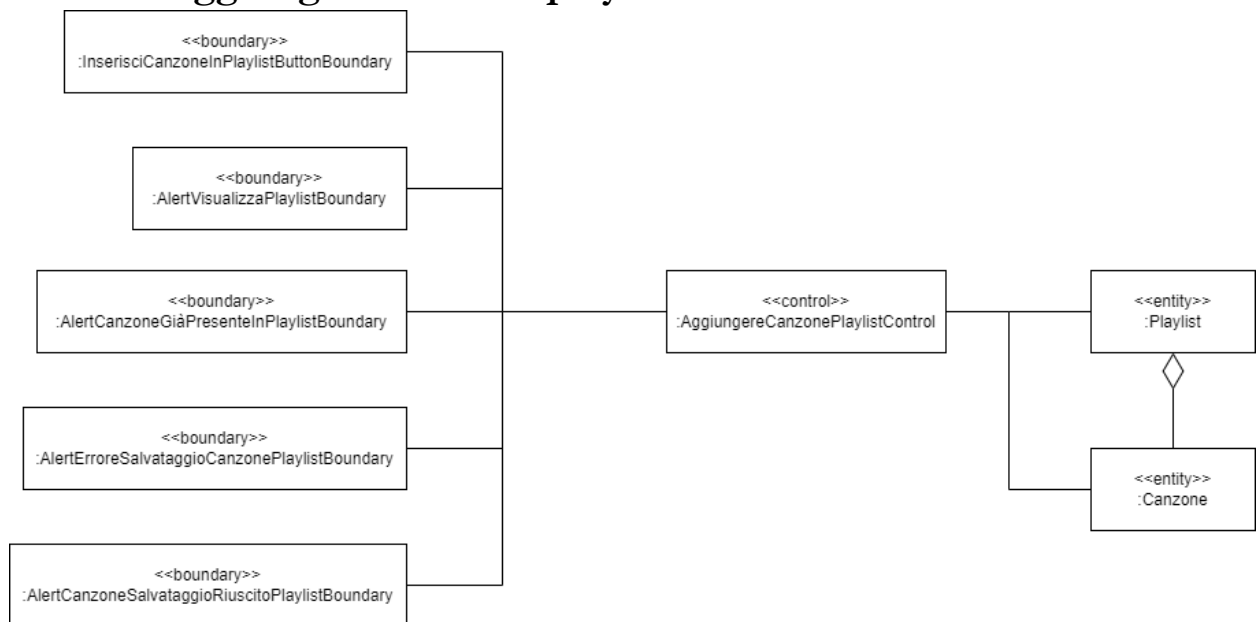 <<boundary>>
:InserisciCanzoneInPlaylistButtonBoundary
<<boundary>>
:AlertVisualizzaPlaylistBoundary
<<boundary>>
:AlertCanzoneGiàPresenteInPlaylistBoundary
<<control>>
:AggiungereCanzonePlaylistControl
<<entity>>
:Playlist
<<boundary>>
:AlertErroreSalvataggioCanzonePlaylistBoundary
<<entity>>
:Canzone
<<boundary>>
:AlertCanzoneSalvataggioRiuscitoPlaylistBoundary